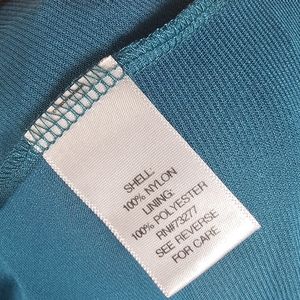 SHELL:
100% NYLON
LINING:
100% POLYESTER
RN#73277
SEE REVERSE
FOR CARE